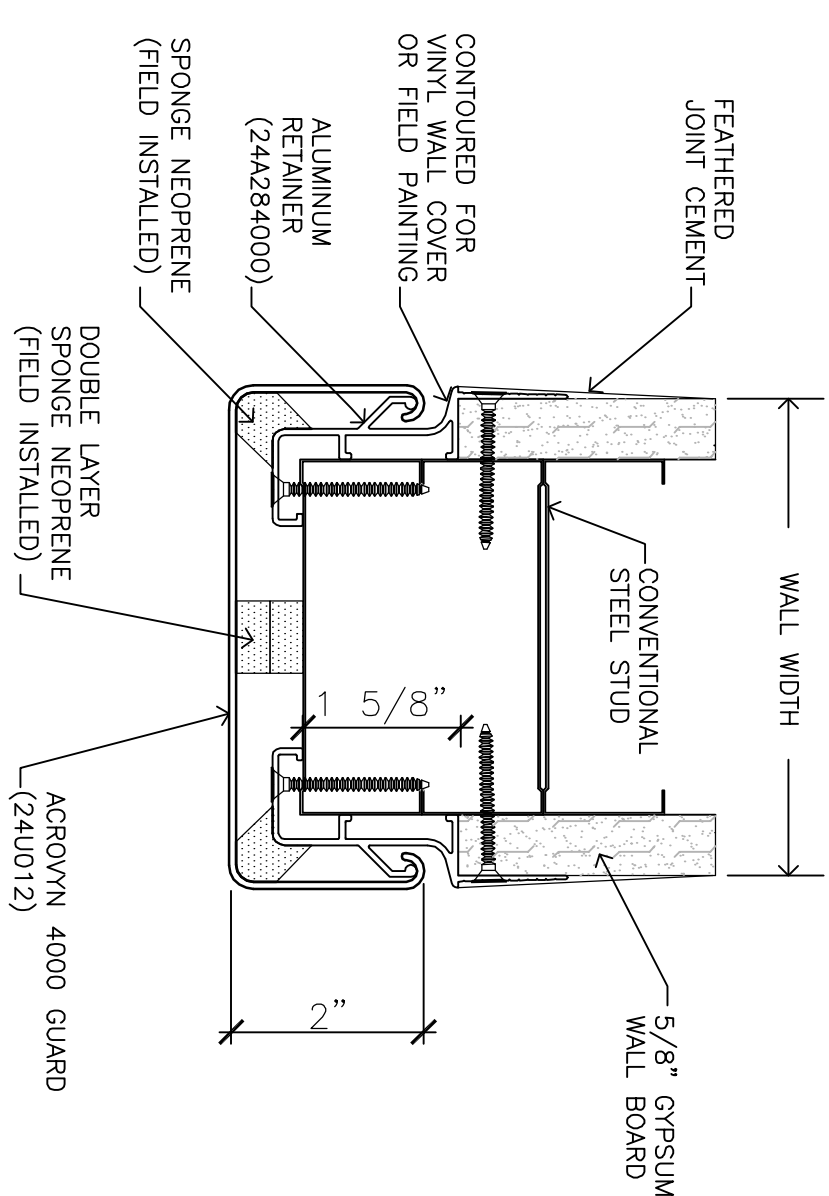 FEATHERED
JOINT CEMENT
CONTOURED FOR
VINYL WALL COVER
OR FIELD PAINTING
ALUMINUM
RETAINER
(24A284000)
SPONGE NEOPRENE
(FIELD INSTALLED)
DOUBLE LAYER
SPONGE NEOPRENE
(FIELD INSTALLED)
WALL WIDTH
CONVENTIONAL
STEEL STUD
1 5/8"
2"
ACROVYN 4000 GUARD
(24U012)
5/8" GYPSUM
WALL BOARD